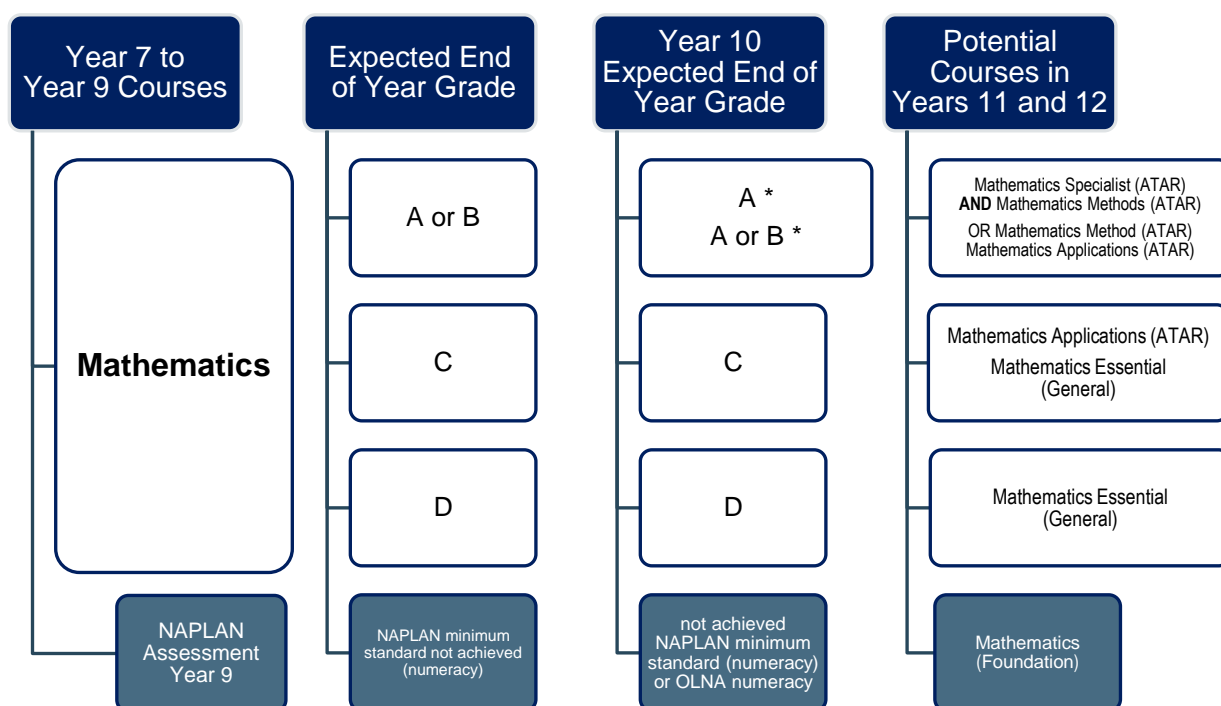 Year 7 to
Year 9 Courses
Mathematics
NAPLAN
Assessment
Year 9
Expected End
of Year Grade
A or B
C
D
NAPLAN minimum
standard not achieved
(numeracy)
Year 10
Expected End of
Year Grade
A *
A or B *
C
D
not achieved
NAPLAN minimum
standard (numeracy)
or OLNA numeracy
Potential
Courses in
Years 11 and 12
Mathematics Specialist (ATAR)
AND Mathematics Methods (ATAR)
OR Mathematics Method (ATAR)
Mathematics Applications (ATAR)
Mathematics Applications (ATAR)
Mathematics Essential
(General)
Mathematics Essential
(General)
Mathematics
(Foundation)